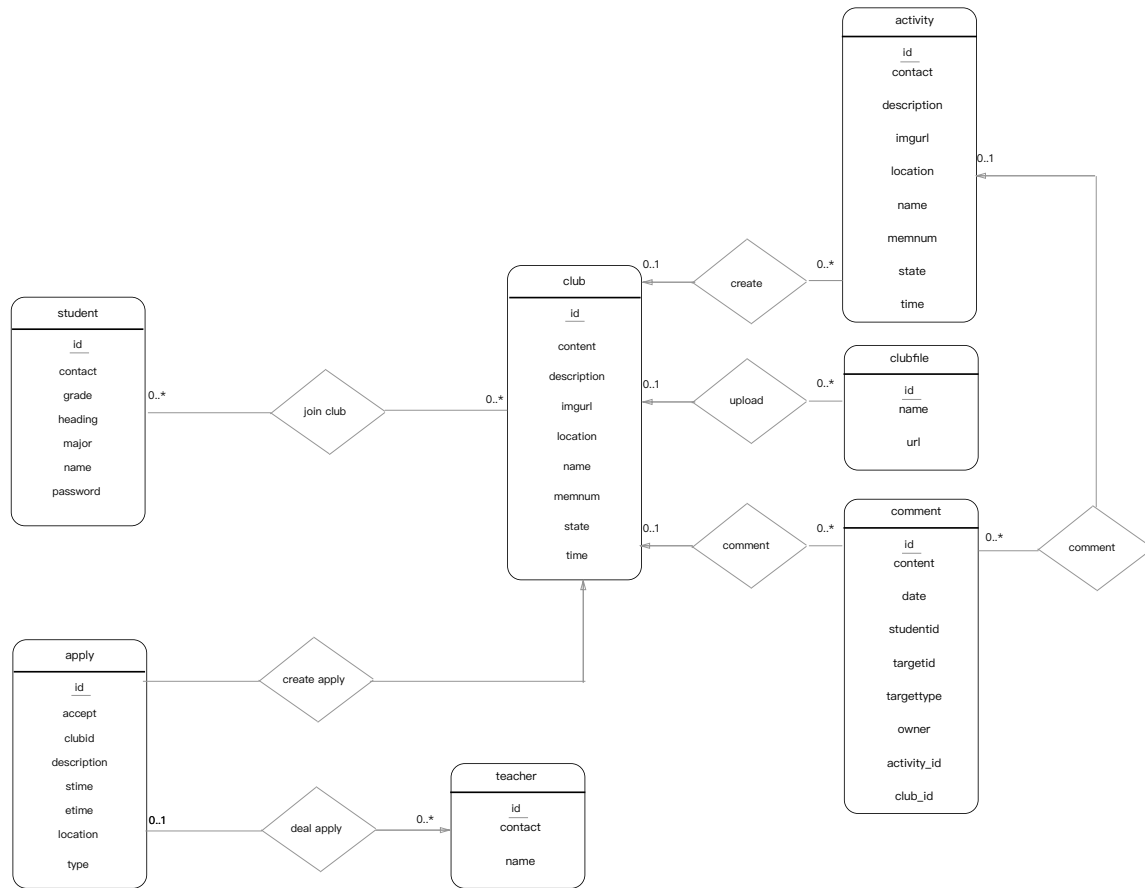 activity
id
contact
description
imgurl
location
name
memnum
state
time
0..1
club
id
content
description
imgurl
location
name
memnum
state
time
0..1
create
0..*
student
id
contact
grade
heading
major
name
password
0..*
join club
0..*
0..1
upload
0..*
clubfile
id
name
url
0..1
comment
0..*
comment
id
content
date
studentid
targetid
targettype
owner
activity_id
club_id
0..*
comment
apply
id
accept
clubid
description
stime
etime
location
type
create apply
0..1
deal apply
0..*
teacher
id
contact
name